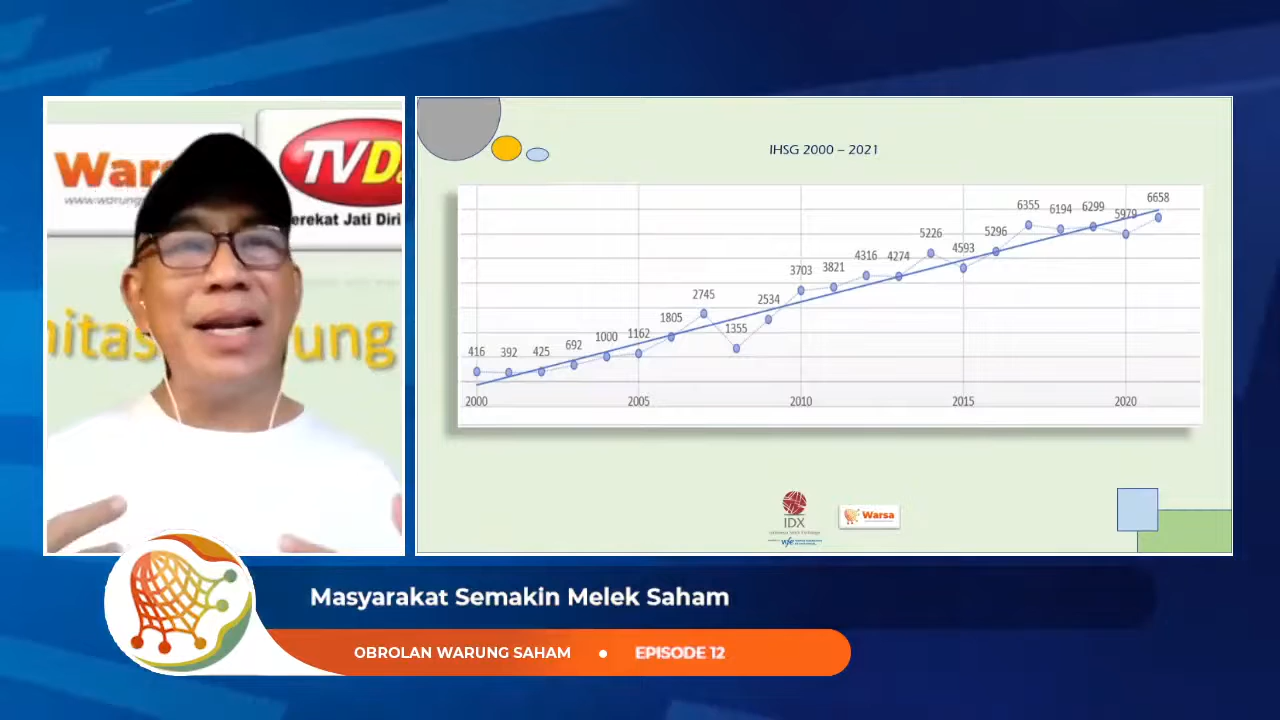 Wars
www.warung
TVD
erekat Jati Diri
nitas
ung
IHSG 2000 – 2021
416
392
425
692
1000
1162
1805
2745
1355
2534
3703
3821
4316
4274
5226
4593
5296
6355
6194
6299
5979
6658
2000
2005
2010
2015
2020
IDX
Warsa
Masyarakat Semakin Melek Saham
OBROLAN WARUNG SAHAM • EPISODE 12